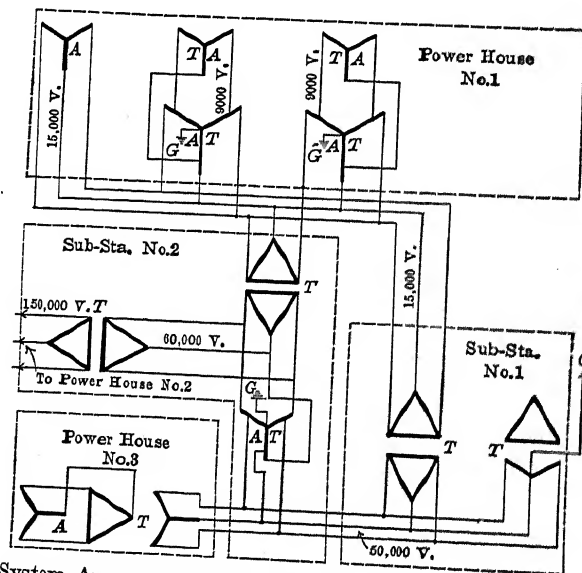 A
T A
T A
Power House
No.1
15,000 V.
9000 V.
9000 V.
G A T
G A T
Sub-Sta. No.2
T
150,000 V. T
60,000 V.
15,000 V.
To Power House No.2
Sub-Sta.
No.1
G
G
A T
T
T
Power House
No.3
A
T
50,000 V.
System A